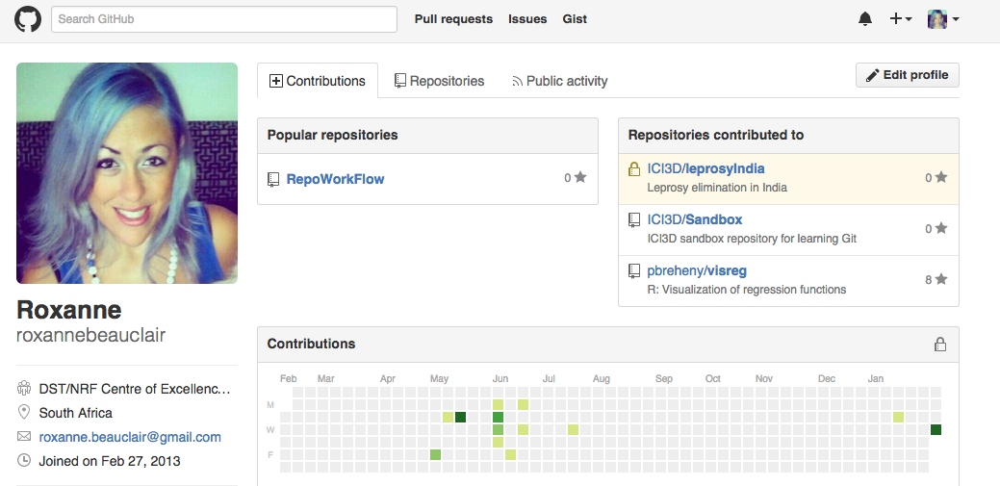 Search GitHub
Pull requests Issues Gist
Contributions Repositories Public activity
Edit profile
Popular repositories
RepoWorkFlow 0
Repositories contributed to
ICI3D/leprosyIndia 0
Leprosy elimination in India
ICI3D/Sandbox 0
ICI3D sandbox repository for learning Git
pbreheny/visreg 8
R: Visualization of regression functions
Roxanne
roxannebeauclair
DST/NRF Centre of Excellenc...
South Africa
roxanne.beauclair@gmail.com
Joined on Feb 27, 2013
Contributions
Feb Mar Apr May Jun Jul Aug Sep Oct Nov Dec Jan
M
W
F